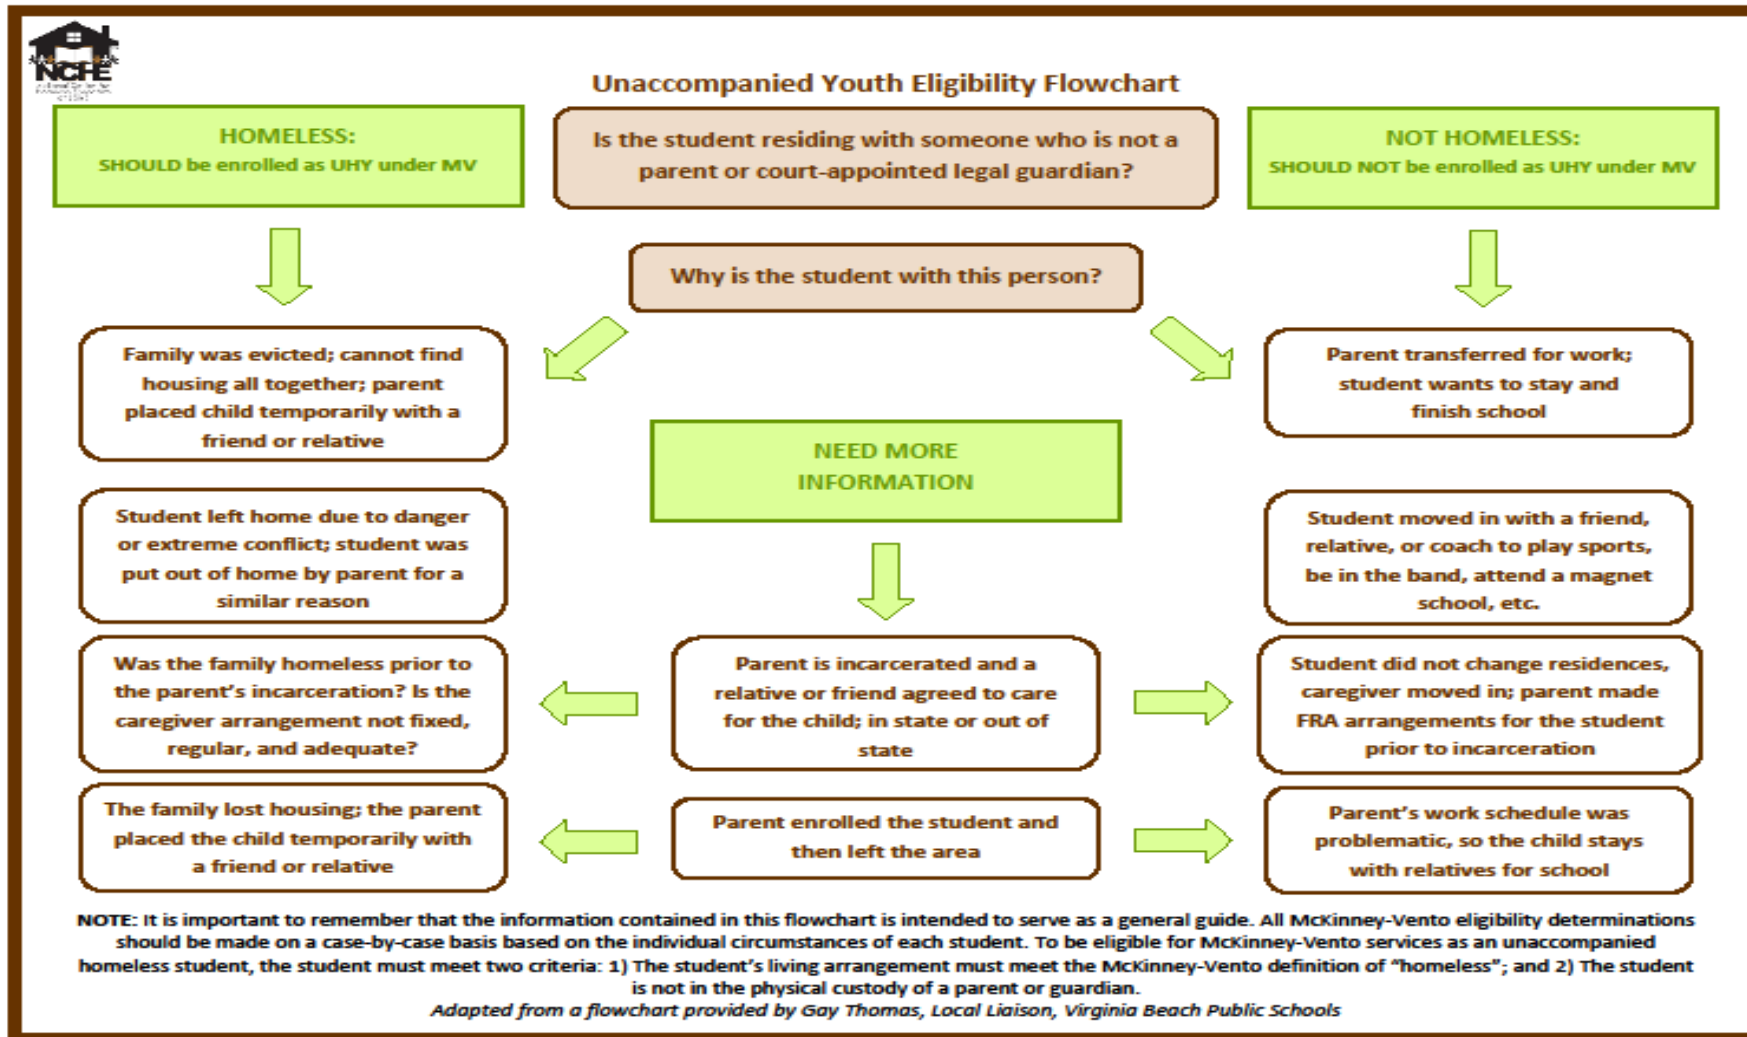 NCHE
Unaccompanied Youth Eligibility Flowchart
HOMELESS:
SHOULD be enrolled as UHY under MV
Is the student residing with someone who is not a
parent or court-appointed legal guardian?
NOT HOMELESS:
SHOULD NOT be enrolled as UHY under MV
Why is the student with this person?
Family was evicted; cannot find
housing all together; parent
placed child temporarily with a
friend or relative
Parent transferred for work;
student wants to stay and
finish school
NEED MORE
INFORMATION
Student left home due to danger
or extreme conflict; student was
put out of home by parent for a
similar reason
Student moved in with a friend,
relative, or coach to play sports,
be in the band, attend a magnet
school, etc.
Was the family homeless prior to
the parent's incarceration? Is the
caregiver arrangement not fixed,
regular, and adequate?
Parent is incarcerated and a
relative or friend agreed to care
for the child; in state or out of
state
Student did not change residences,
caregiver moved in; parent made
FRA arrangements for the student
prior to incarceration
The family lost housing; the parent
placed the child temporarily with
a friend or relative
Parent enrolled the student and
then left the area
Parent's work schedule was
problematic, so the child stays
with relatives for school
NOTE: It is important to remember that the information contained in this flowchart is intended to serve as a general guide. All McKinney-Vento eligibility determinations
should be made on a case-by-case basis based on the individual circumstances of each student. To be eligible for McKinney-Vento services as an unaccompanied
homeless student, the student must meet two criteria: 1) The student's living arrangement must meet the McKinney-Vento definition of "homeless"; and 2) The student
is not in the physical custody of a parent or guardian.
Adapted from a flowchart provided by Gay Thomas, Local Liaison, Virginia Beach Public Schools